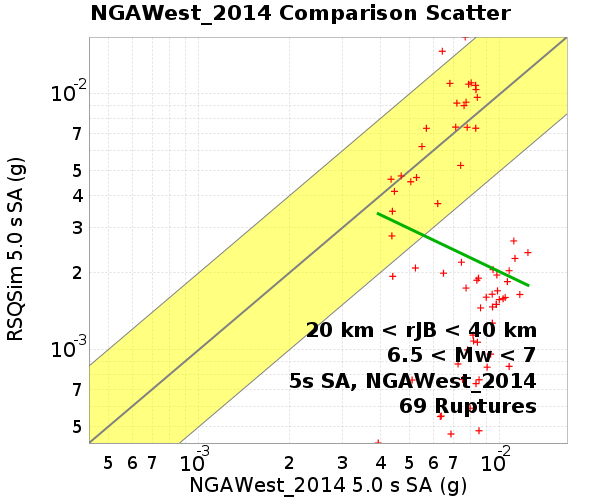 NGAWest_2014 Comparison Scatter
RSQSim 5.0 s SA (g)
10-2
7
5
4
3
2
10-3
7
5
20 km < rJB < 40 km
6.5 < Mw < 7
5s SA, NGAWest_2014
69 Ruptures
5 6 7 10-3 2 3 4 5 6 7 10-2
NGAWest_2014 5.0 s SA (g)